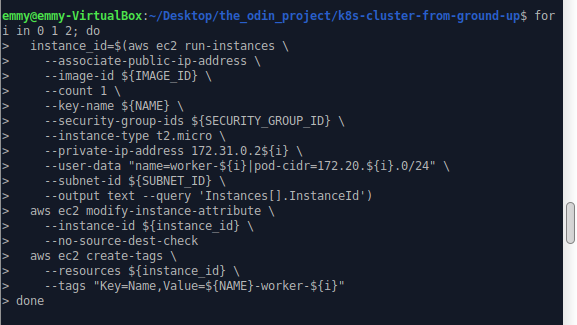 emmy@emmy-VirtualBox:~/Desktop/the_odin_project/k8s-cluster-from-ground-up$ for
i in 0 1 2; do
>   instance_id=$(aws ec2 run-instances \
>     --associate-public-ip-address \
>     --image-id ${IMAGE_ID} \
>     --count 1 \
>     --key-name ${NAME} \
>     --security-group-ids ${SECURITY_GROUP_ID} \
>     --instance-type t2.micro \
>     --private-ip-address 172.31.0.2${i} \
>     --user-data "name=worker-${i}|pod-cidr=172.20.${i}.0/24" \
>     --subnet-id ${SUBNET_ID} \
>     --output text --query 'Instances[].InstanceId')
>   aws ec2 modify-instance-attribute \
>     --instance-id ${instance_id} \
>     --no-source-dest-check
>   aws ec2 create-tags \
>     --resources ${instance_id} \
>     --tags "Key=Name,Value=${NAME}-worker-${i}"
> done